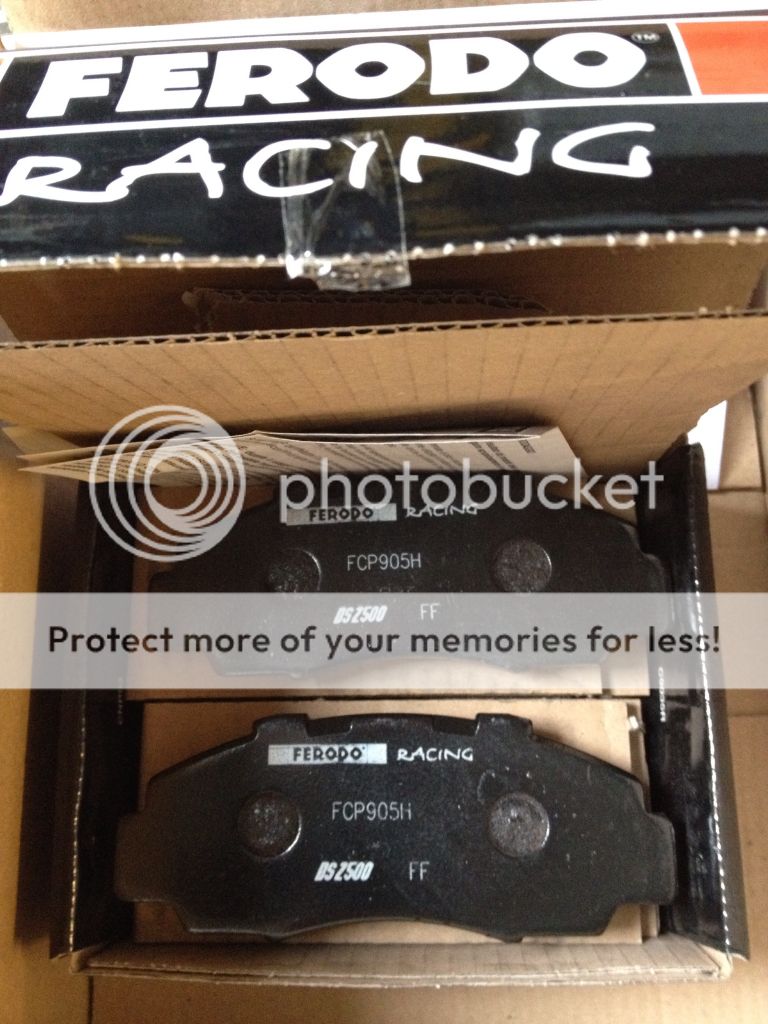 FERODO™
RACING
photobucket
FERODO RACING
FCP905H
DS2500 FF
Protect more of your memories for less!
FERODO RACING
FCP905H
DS2500 FF